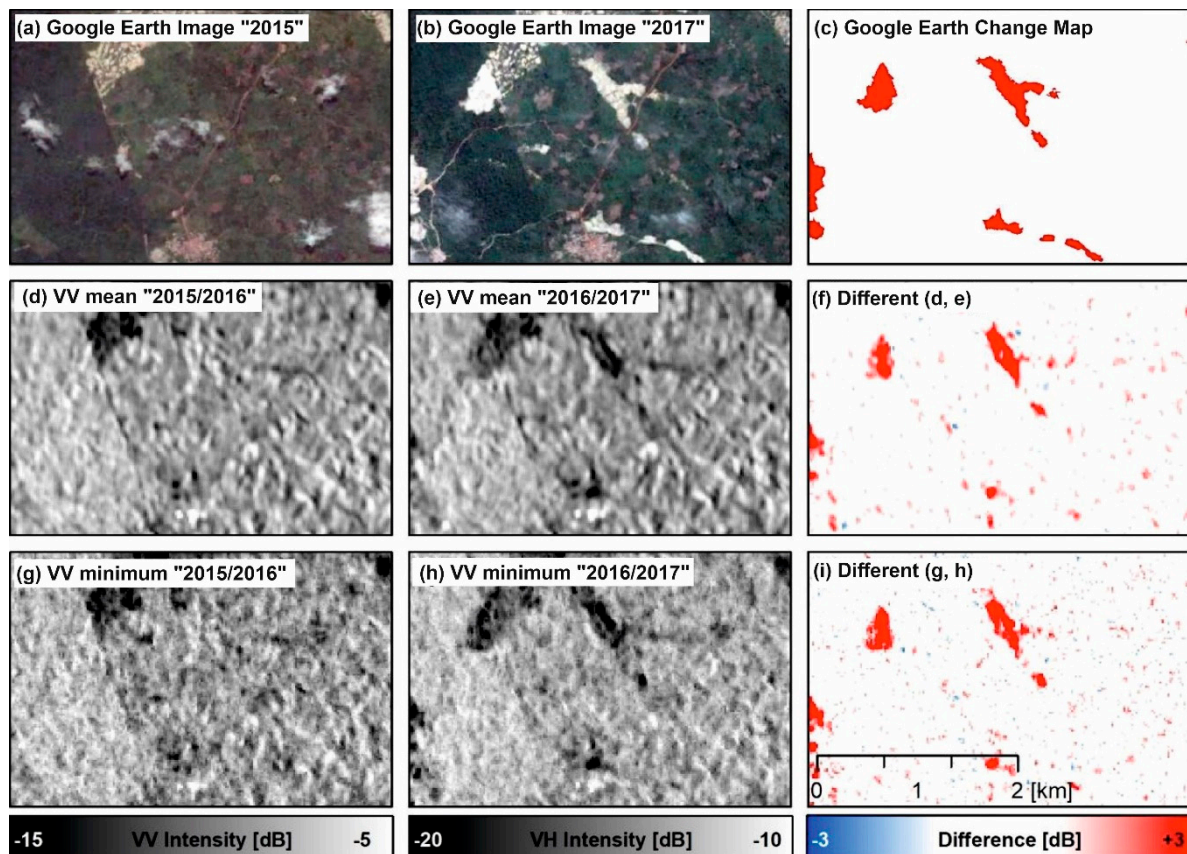 (a) Google Earth Image "2015"
(b) Google Earth Image "2017"
(c) Google Earth Change Map
(d) VV mean "2015/2016"
(e) VV mean "2016/2017"
(f) Different (d, e)
(g) VV minimum "2015/2016"
(h) VV minimum "2016/2017"
(i) Different (g, h)
0 1 2 [km]
-15 VV Intensity [dB] -5
-20 VH Intensity [dB] -10
-3 Difference [dB] +3